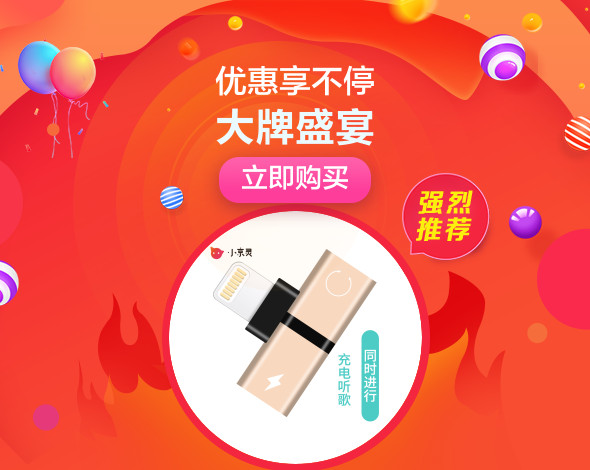 优惠享不停
大牌盛宴
立即购买
强烈
推荐
小京灵
充电听歌
同时进行